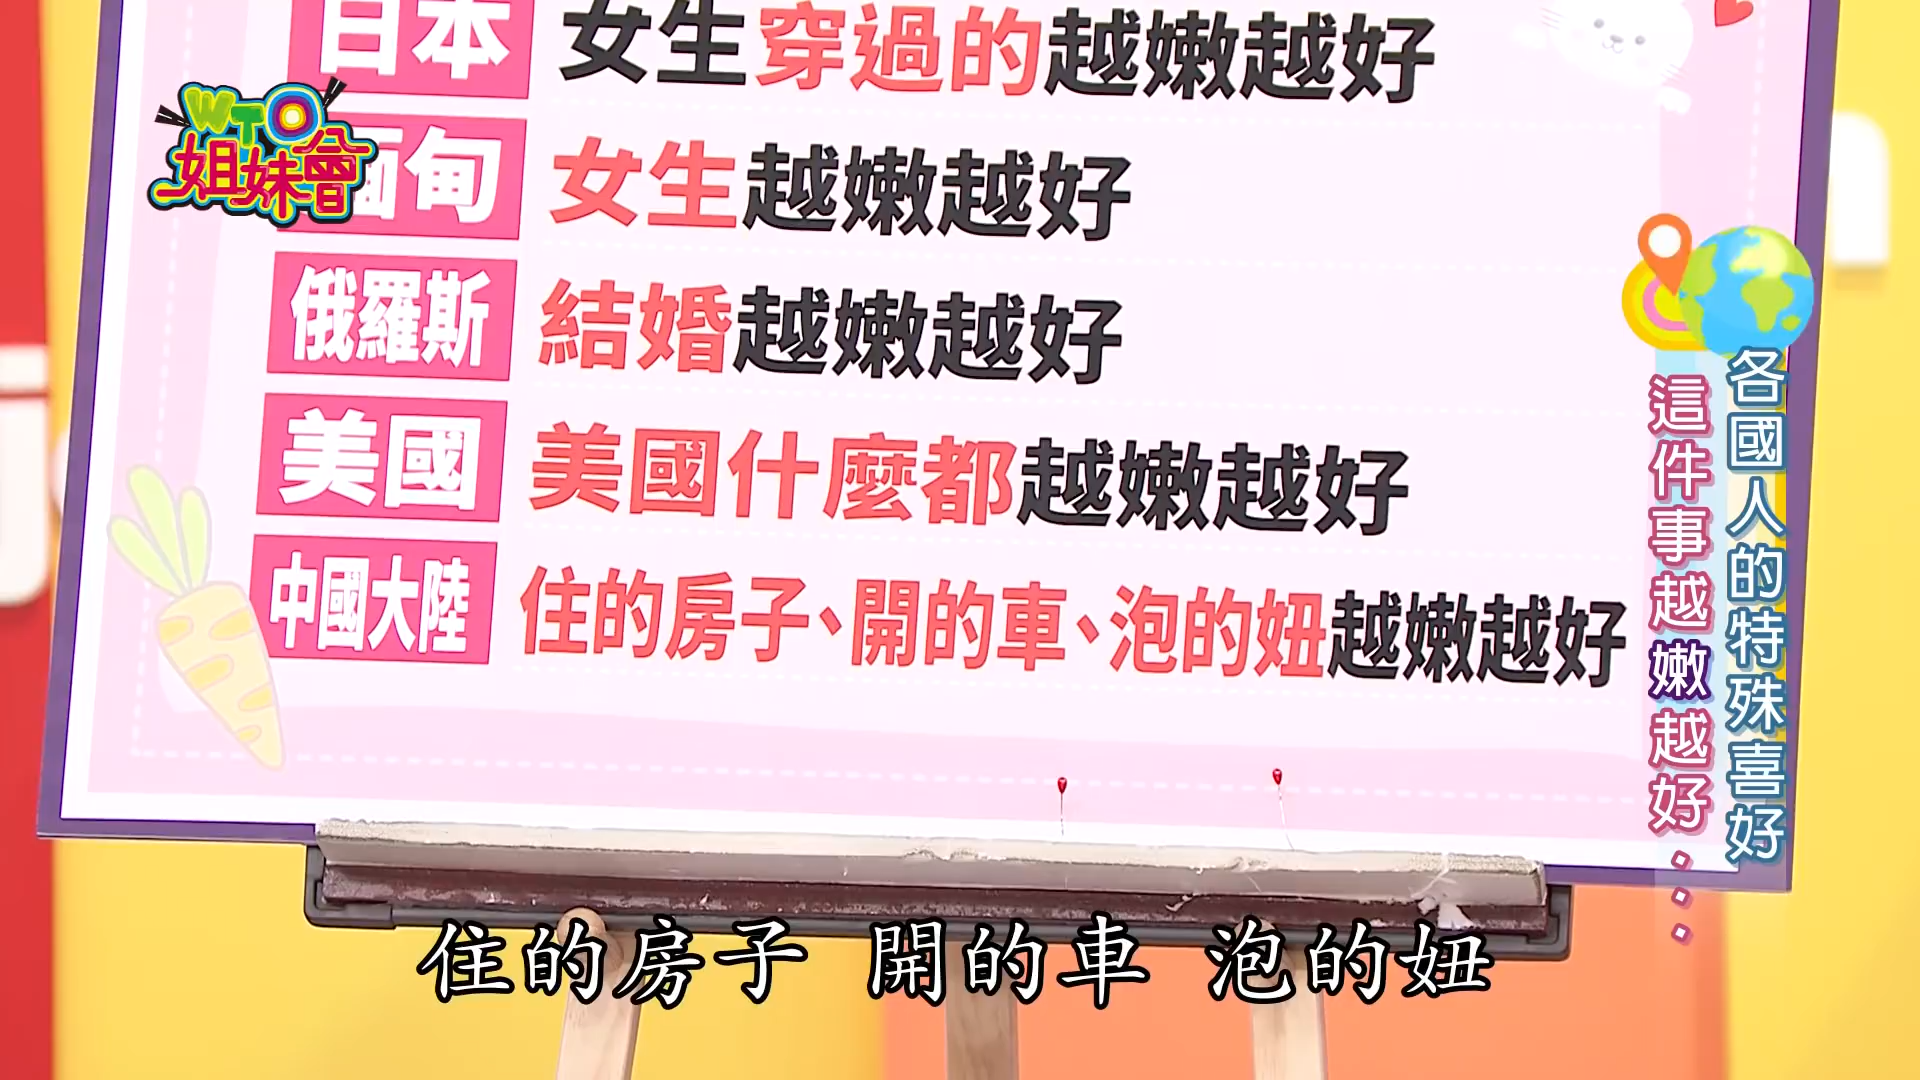 日本 女生穿過的越嫩越好
WTO
姐妹會
緬甸 女生越嫩越好
俄羅斯 結婚越嫩越好
美國 美國什麼都越嫩越好
中國大陸 住的房子、開的車、泡的妞越嫩越好
各國人的特殊喜好
這件事越嫩越好...
住的房子 開的車 泡的妞